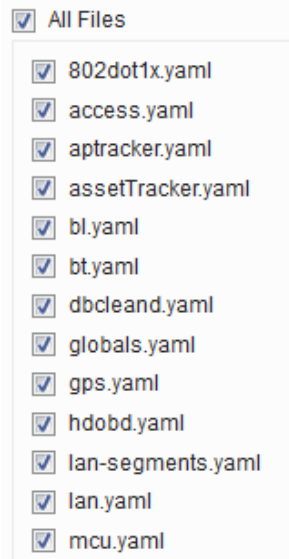 All Files
802dot1x.yaml
access.yaml
aptracker.yaml
assetTracker.yaml
bl.yaml
bt.yaml
dbcleand.yaml
globals.yaml
gps.yaml
hdobd.yaml
lan-segments.yaml
lan.yaml
mcu.yaml